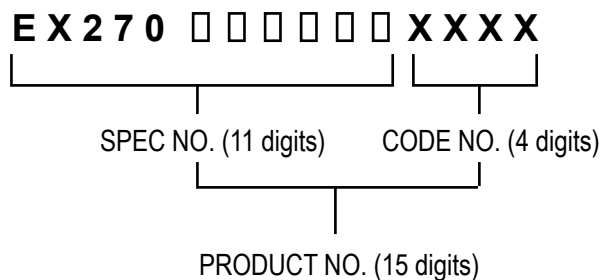 EX270 □□□□□□ XXXX
SPEC NO. (11 digits) CODE NO. (4 digits)
PRODUCT NO. (15 digits)